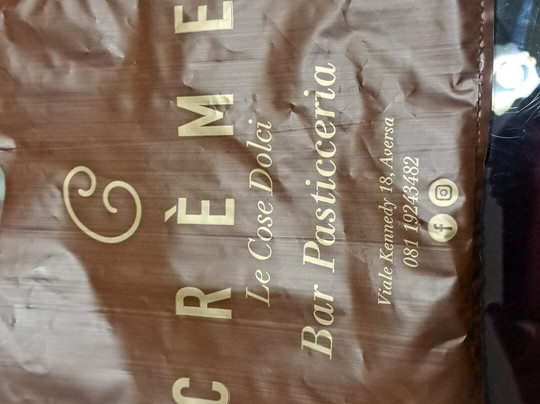 C
CRÈME
Le Cose Dolci
Bar Pasticceria
Viale Kennedy 18, Aversa
081 19243482